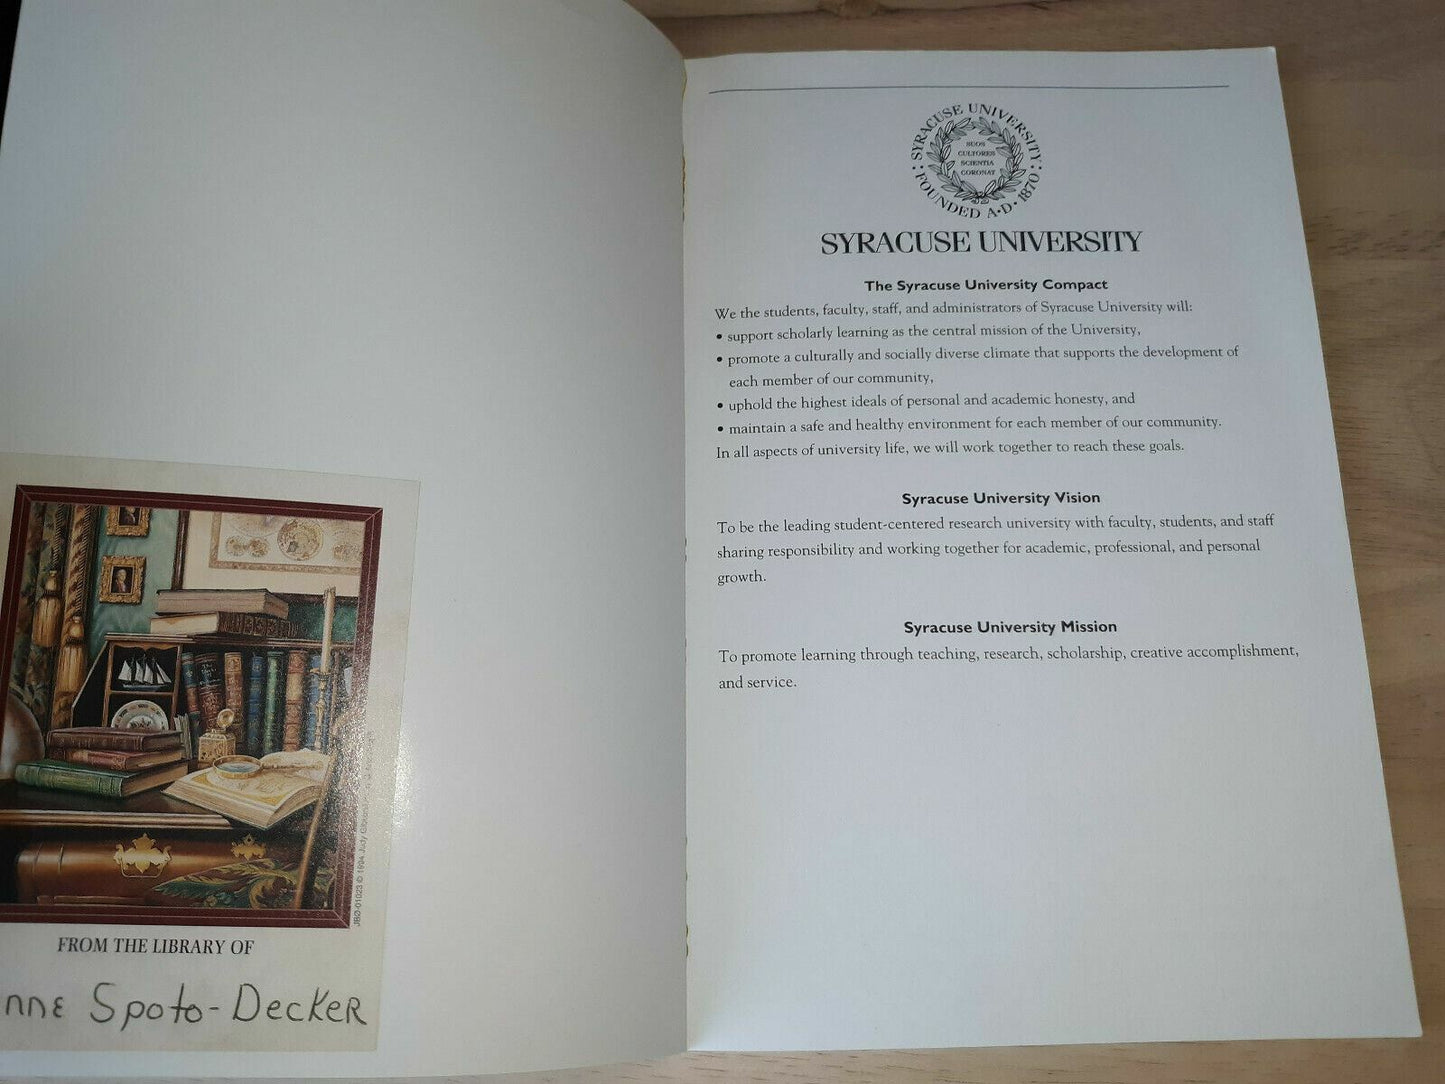 FROM THE LIBRARY OF
Spoto-Decker
SYRACUSE UNIVERSITY
FOUNDED A·D· 1870
SUOS
CULTORES
SCIENTIA
CORONAT
SYRACUSE UNIVERSITY
The Syracuse University Compact
We the students, faculty, staff, and administrators of Syracuse University will:
• support scholarly learning as the central mission of the University,
• promote a culturally and socially diverse climate that supports the development of
each member of our community,
• uphold the highest ideals of personal and academic honesty, and
• maintain a safe and healthy environment for each member of our community.
In all aspects of university life, we will work together to reach these goals.
Syracuse University Vision
To be the leading student-centered research university with faculty, students, and staff
sharing responsibility and working together for academic, professional, and personal
growth.
Syracuse University Mission
To promote learning through teaching, research, scholarship, creative accomplishment,
and service.